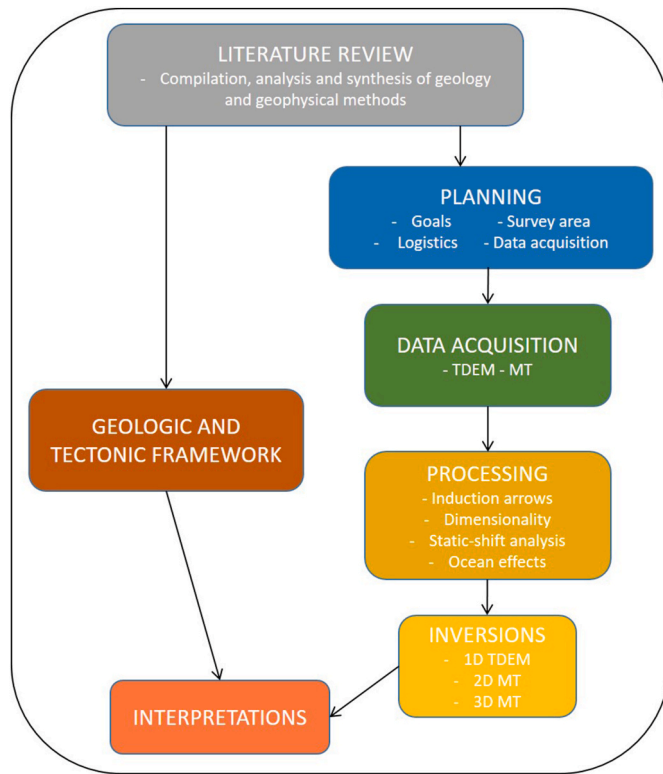 LITERATURE REVIEW
- Compilation, analysis and synthesis of geology
and geophysical methods
PLANNING
- Goals - Survey area
- Logistics - Data acquisition
DATA ACQUISITION
- TDEM - MT
GEOLOGIC AND
TECTONIC FRAMEWORK
PROCESSING
- Induction arrows
- Dimensionality
- Static-shift analysis
- Ocean effects
INVERSIONS
- 1D TDEM
- 2D MT
- 3D MT
INTERPRETATIONS